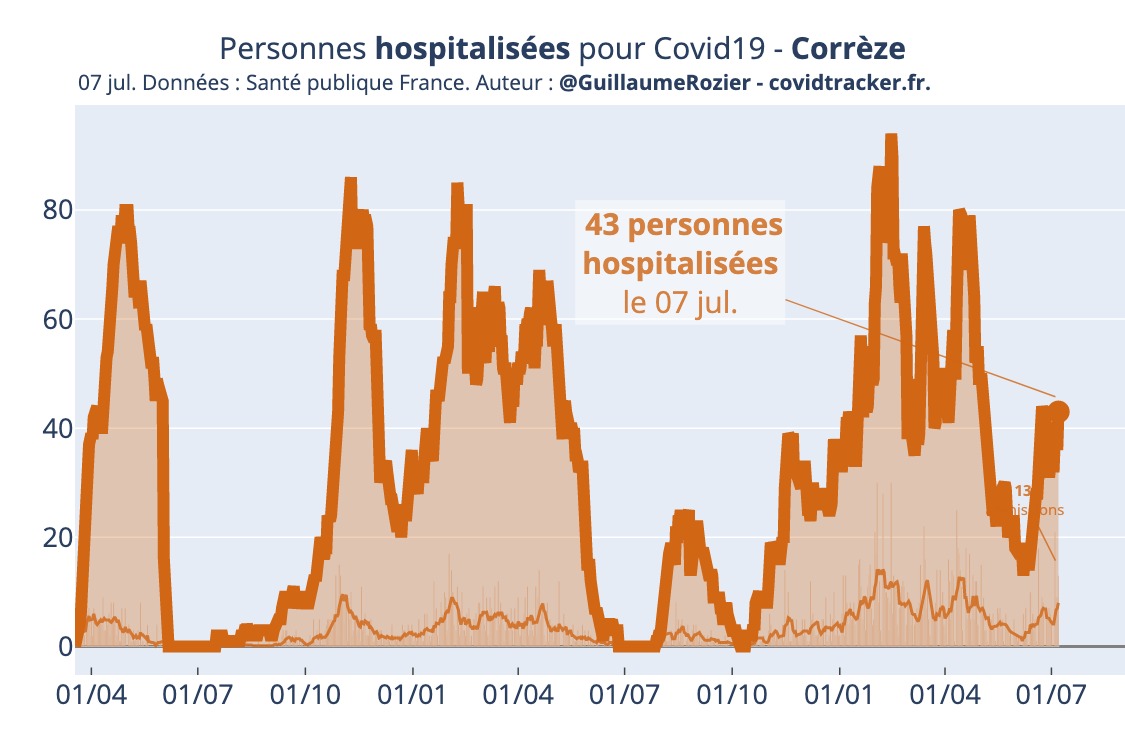 Personnes hospitalisées pour Covid19 - Corrèze
07 jul. Données : Santé publique France. Auteur : @GuillaumeRozier - covidtracker.fr.
80
60
40
20
0
43 personnes
hospitalisées
le 07 jul.
13
01/04 01/07 01/10 01/01 01/04 01/07 01/10 01/01 01/04 01/07